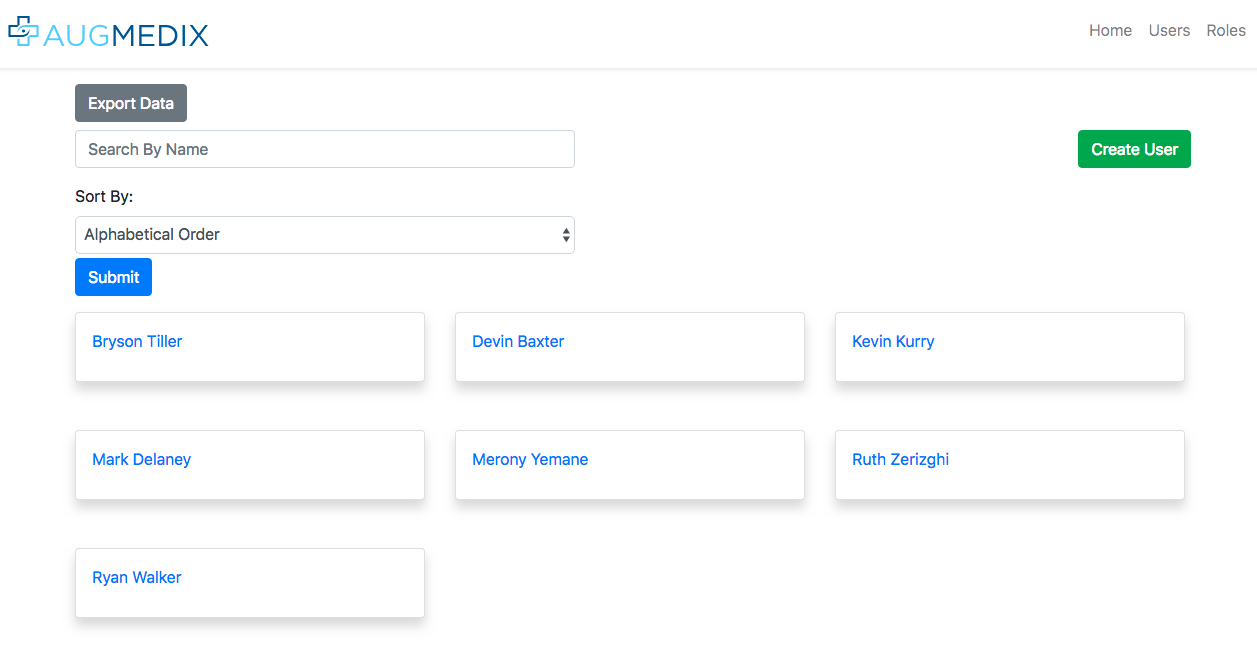 AUGMEDIX
Home Users Roles
Export Data
Search By Name
Create User
Sort By:
Alphabetical Order
Submit
Bryson Tiller
Devin Baxter
Kevin Kurry
Mark Delaney
Merony Yemane
Ruth Zerizghi
Ryan Walker